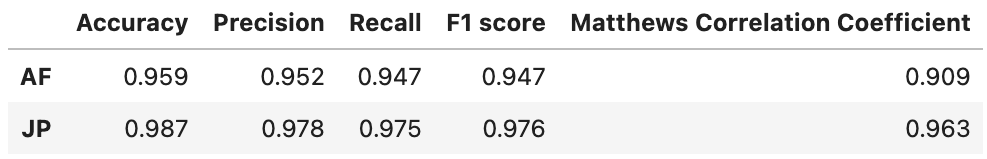 Accuracy Precision Recall F1 score Matthews Correlation Coefficient
AF 0.959 0.952 0.947 0.947 0.909
JP 0.987 0.978 0.975 0.976 0.963